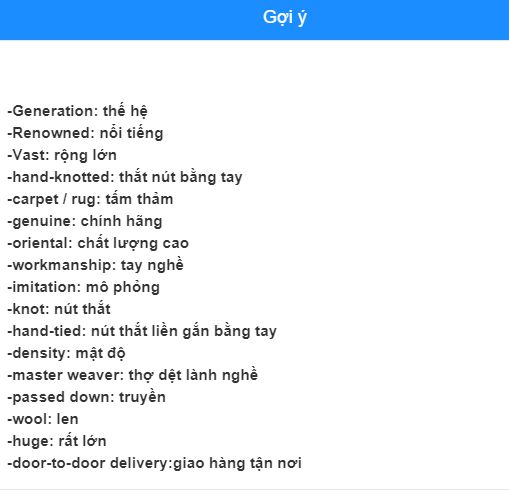 Gợi ý
-Generation: thế hệ
-Renowned: nổi tiếng
-Vast: rộng lớn
-hand-knotted: thắt nút bằng tay
-carpet / rug: tấm thảm
-genuine: chính hãng
-oriental: chất lượng cao
-workmanship: tay nghề
-imitation: mô phỏng
-knot: nút thắt
-hand-tied: nút thắt liền gắn bằng tay
-density: mật độ
-master weaver: thợ dệt lành nghề
-passed down: truyền
-wool: len
-huge: rất lớn
-door-to-door delivery:giao hàng tận nơi